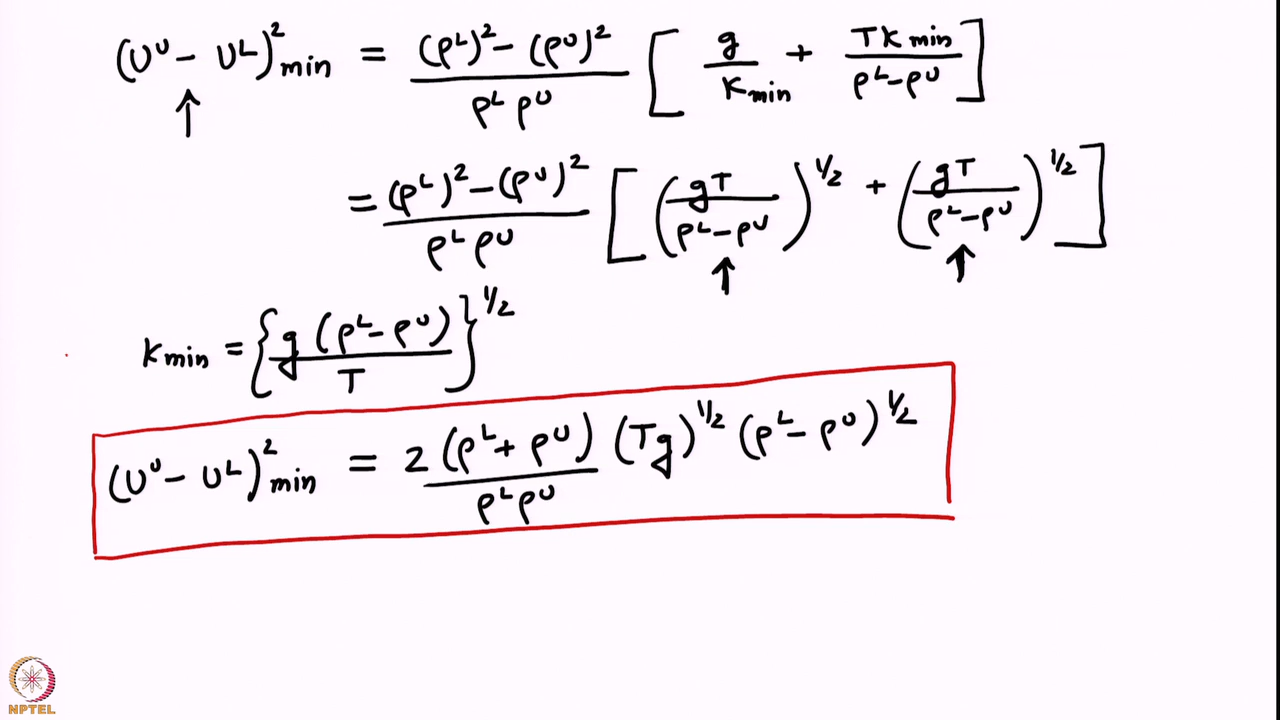 (U^U − U^L)²_min = (ρ^L)² − (ρ^U)² / ρ^L ρ^U [ g / K_min + T K_min / ρ^L − ρ^U ]
= (ρ^L)² − (ρ^U)² / ρ^L ρ^U [ ( gT / ρ^L − ρ^U )^1/2 + ( gT / ρ^L − ρ^U )^1/2 ]
K_min = { g (ρ^L − ρ^U) / T }^1/2
(U^U − U^L)²_min = 2 (ρ^L + ρ^U) / ρ^L ρ^U (Tg)^1/2 (ρ^L − ρ^U)^1/2
NPTEL